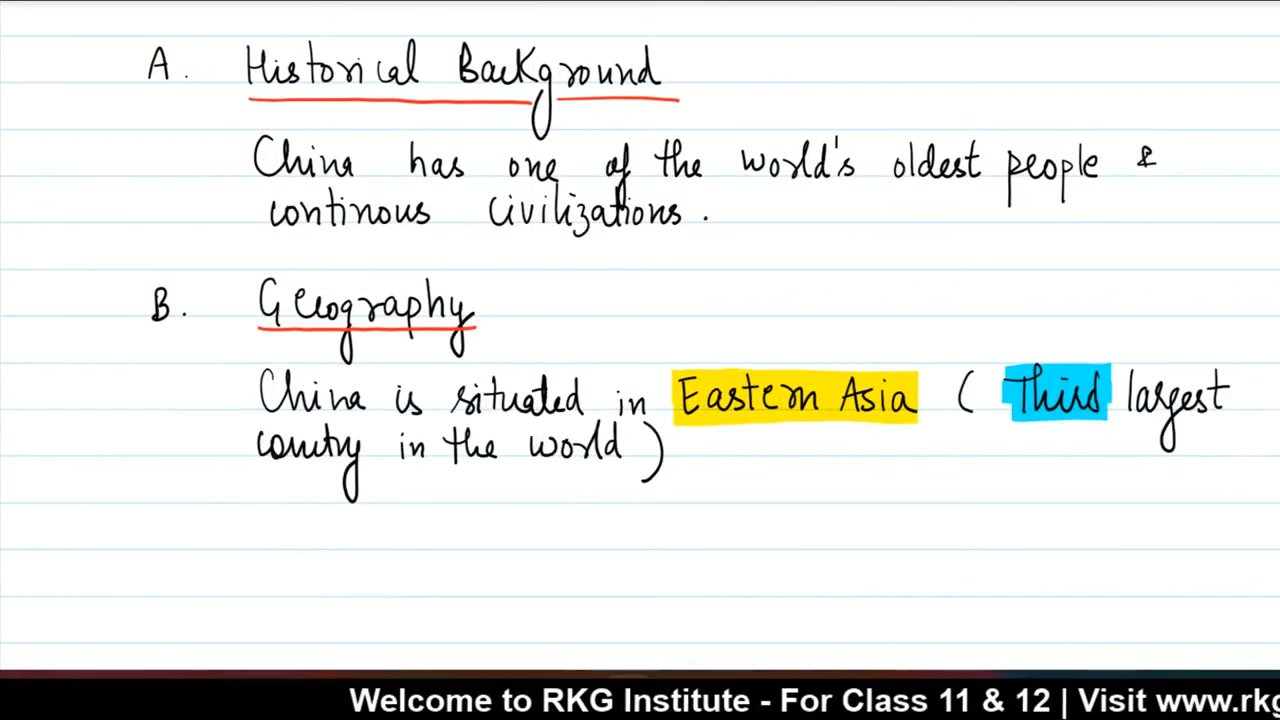 A. Historical Background
China has one of the world's oldest people &
continous civilizations.
B. Geography
China is situated in Eastern Asia ( Third largest
country in the world)
Welcome to RKG Institute - For Class 11 & 12 | Visit www.rkg